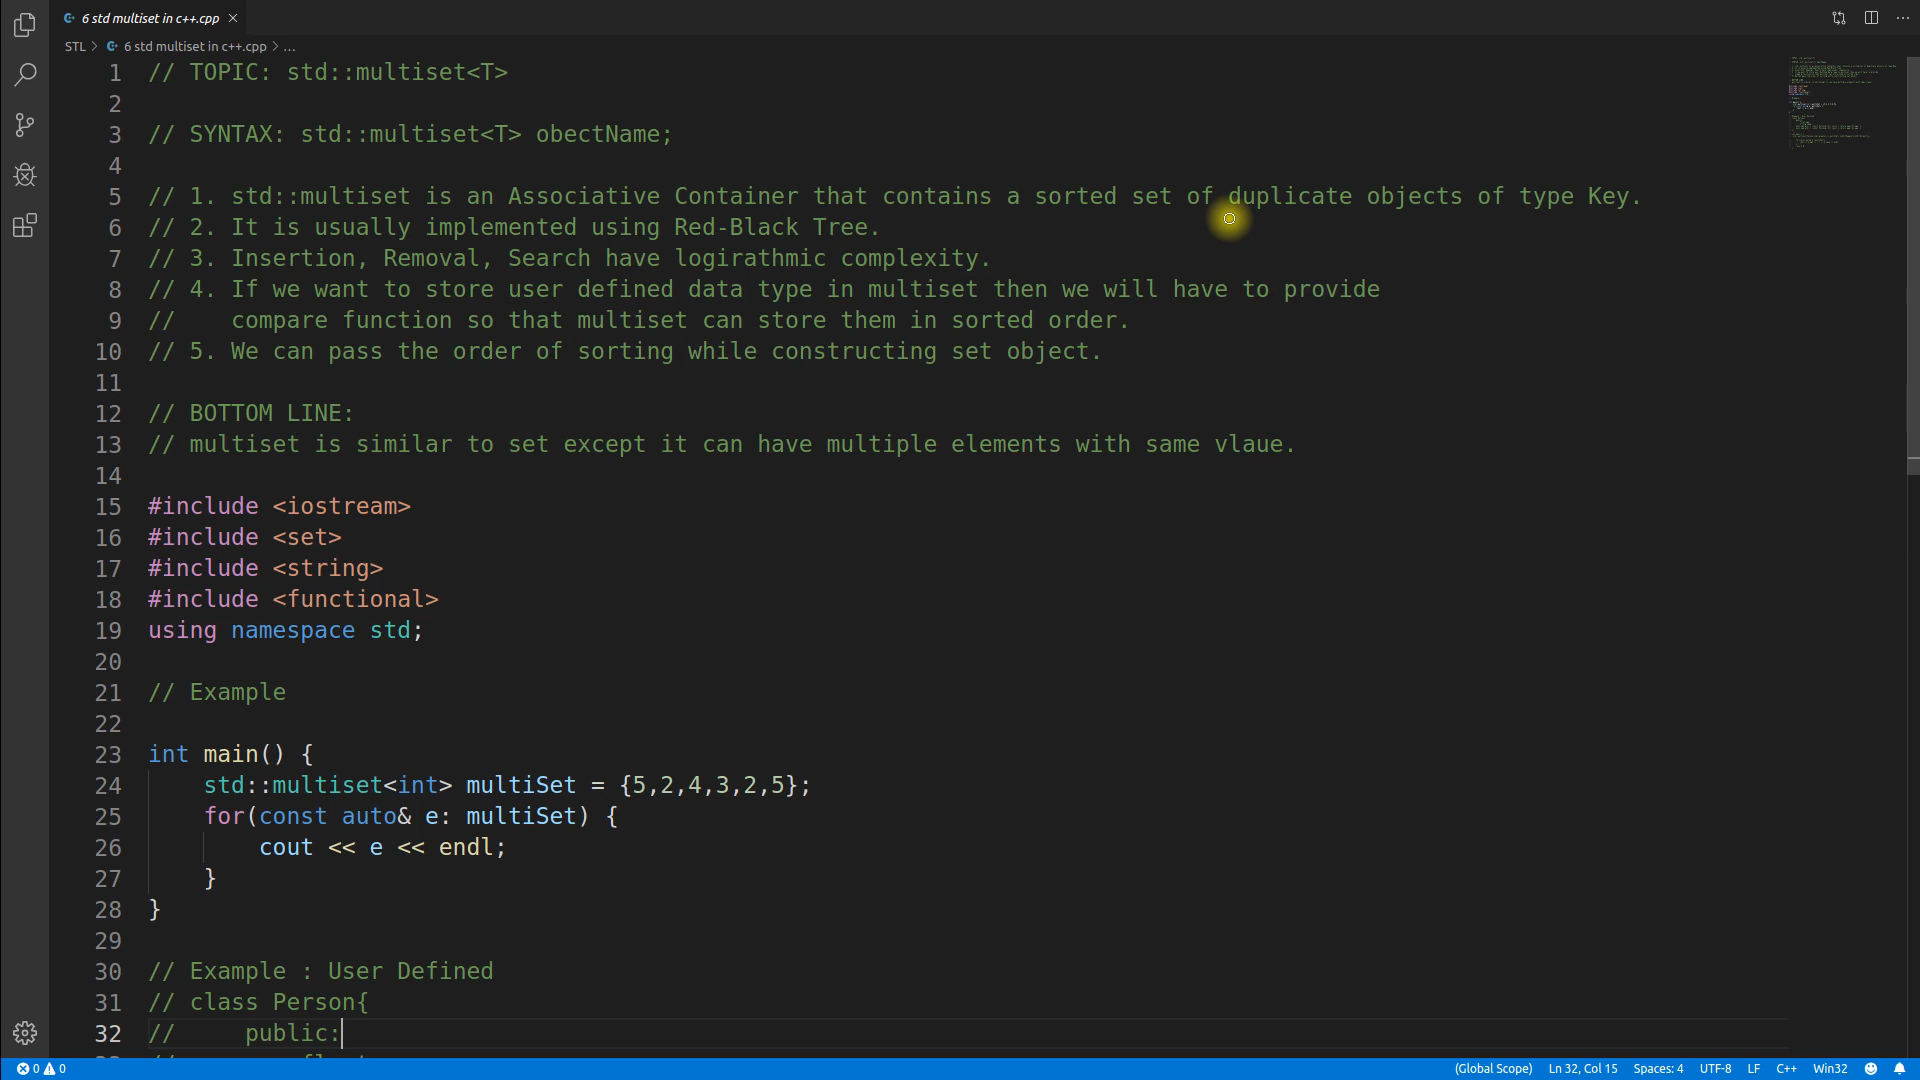 6 std multiset in c++.cpp
STL > 6 std multiset in c++.cpp > ...
1 // TOPIC: std::multiset<T>
2
3 // SYNTAX: std::multiset<T> obectName;
4
5 // 1. std::multiset is an Associative Container that contains a sorted set of duplicate objects of type Key.
6 // 2. It is usually implemented using Red-Black Tree.
7 // 3. Insertion, Removal, Search have logirathmic complexity.
8 // 4. If we want to store user defined data type in multiset then we will have to provide
9 //    compare function so that multiset can store them in sorted order.
10 // 5. We can pass the order of sorting while constructing set object.
11
12 // BOTTOM LINE:
13 // multiset is similar to set except it can have multiple elements with same vlaue.
14
15 #include <iostream>
16 #include <set>
17 #include <string>
18 #include <functional>
19 using namespace std;
20
21 // Example
22
23 int main() {
24     std::multiset<int> multiSet = {5,2,4,3,2,5};
25     for(const auto& e: multiSet) {
26         cout << e << endl;
27     }
28 }
29
30 // Example : User Defined
31 // class Person{
32 //     public:
0 0 (Global Scope) Ln 32, Col 15 Spaces: 4 UTF-8 LF C++ Win32